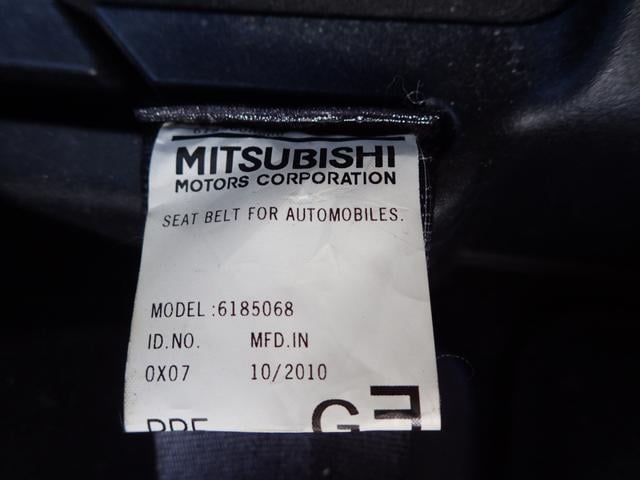 MITSUBISHI
MOTORS CORPORATION
SEAT BELT FOR AUTOMOBILES.
MODEL :6185068
ID.NO. MFD.IN
0X07 10/2010